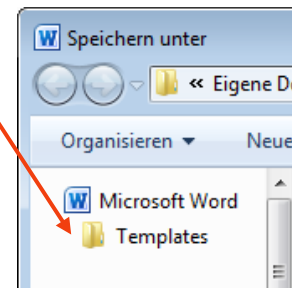 Speichern unter
« Eigene D
Organisieren Neue
Microsoft Word
Templates